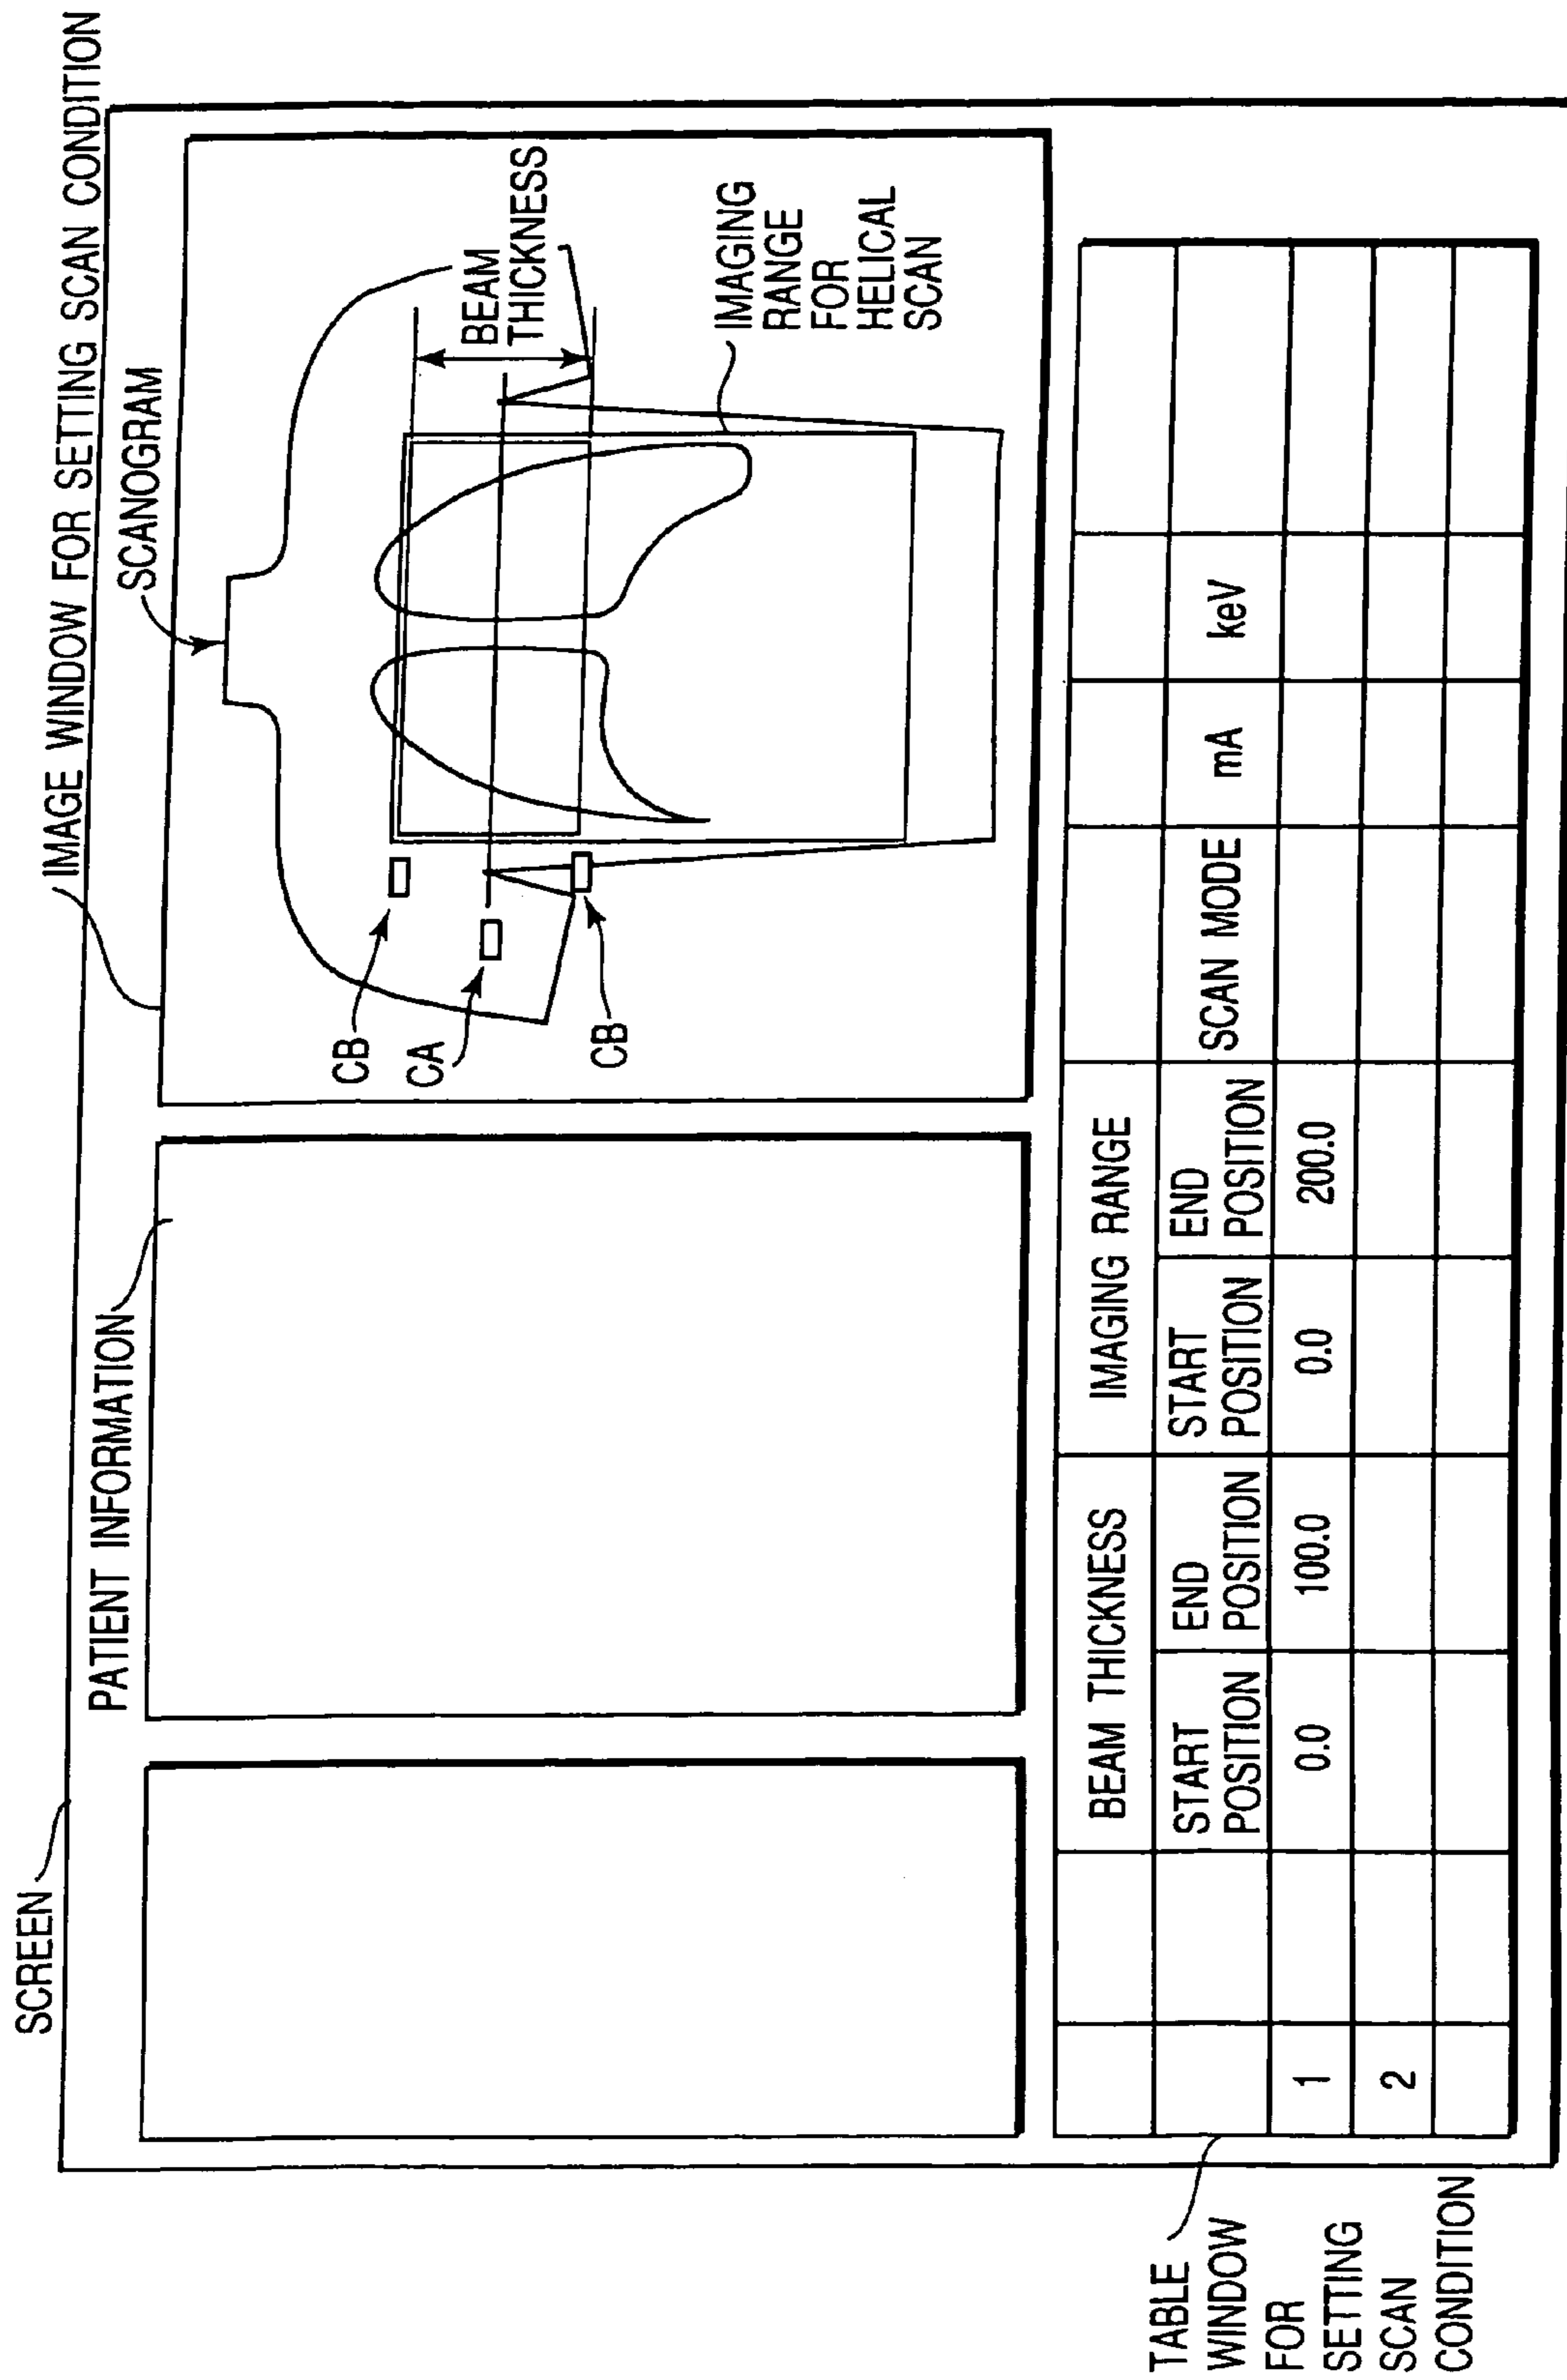 SCREEN
PATIENT INFORMATION
IMAGE WINDOW FOR SETTING SCAN CONDITION
SCANOGRAM
CB
CA
CB
BEAM
THICKNESS
IMAGING
RANGE
FOR
HELICAL
SCAN
TABLE
WINDOW
FOR
SETTING
SCAN
CONDITION
BEAM THICKNESS IMAGING RANGE
START
POSITION
END
POSITION
START
POSITION
END
POSITION
SCAN MODE
mA
keV
1 0.0 100.0 0.0 200.0
2